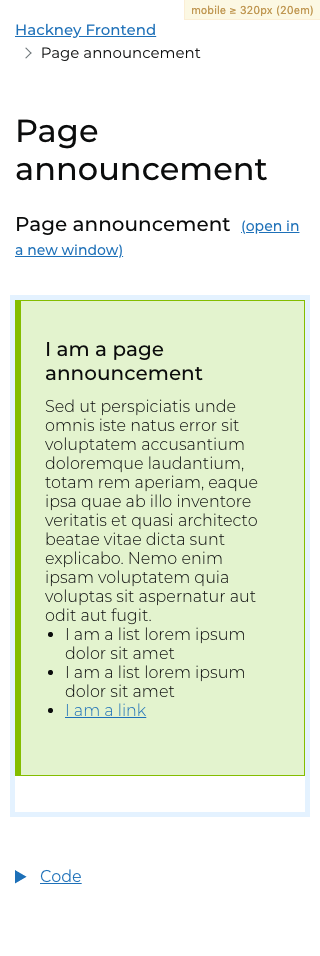 mobile ≥ 320px (20em)
Hackney Frontend
Page announcement
Page
announcement
Page announcement (open in
a new window)
I am a page
announcement
Sed ut perspiciatis unde
omnis iste natus error sit
voluptatem accusantium
doloremque laudantium,
totam rem aperiam, eaque
ipsa quae ab illo inventore
veritatis et quasi architecto
beatae vitae dicta sunt
explicabo. Nemo enim
ipsam voluptatem quia
voluptas sit aspernatur aut
odit aut fugit.
I am a list lorem ipsum
dolor sit amet
I am a list lorem ipsum
dolor sit amet
I am a link
Code